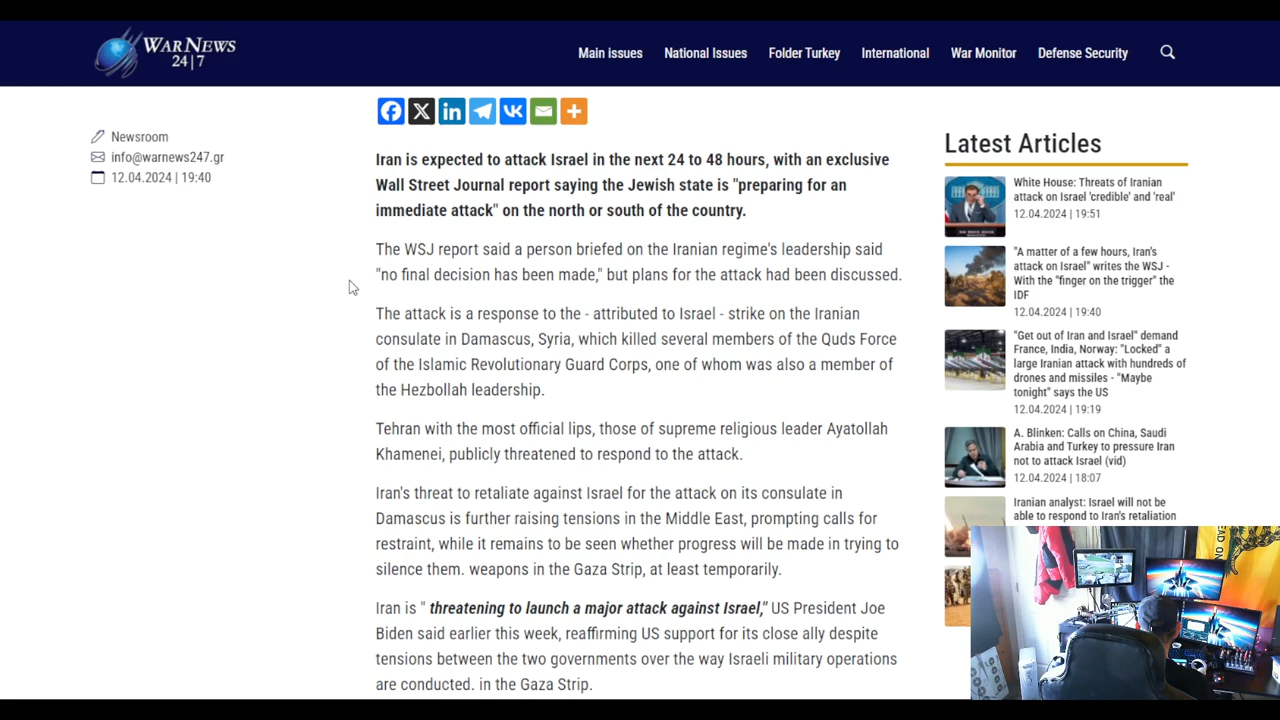 WARNEWS
24|7
Main issues
National Issues
Folder Turkey
International
War Monitor
Defense Security
Newsroom
info@warnews247.gr
12.04.2024 | 19:40
Iran is expected to attack Israel in the next 24 to 48 hours, with an exclusive
Wall Street Journal report saying the Jewish state is "preparing for an
immediate attack" on the north or south of the country.
The WSJ report said a person briefed on the Iranian regime's leadership said
"no final decision has been made," but plans for the attack had been discussed.
The attack is a response to the - attributed to Israel - strike on the Iranian
consulate in Damascus, Syria, which killed several members of the Quds Force
of the Islamic Revolutionary Guard Corps, one of whom was also a member of
the Hezbollah leadership.
Tehran with the most official lips, those of supreme religious leader Ayatollah
Khamenei, publicly threatened to respond to the attack.
Iran's threat to retaliate against Israel for the attack on its consulate in
Damascus is further raising tensions in the Middle East, prompting calls for
restraint, while it remains to be seen whether progress will be made in trying to
silence them. weapons in the Gaza Strip, at least temporarily.
Iran is " threatening to launch a major attack against Israel," US President Joe
Biden said earlier this week, reaffirming US support for its close ally despite
tensions between the two governments over the way Israeli military operations
are conducted. in the Gaza Strip.
Latest Articles
White House: Threats of Iranian
attack on Israel 'credible' and 'real'
12.04.2024 | 19:51
"A matter of a few hours, Iran's
attack on Israel" writes the WSJ -
With the "finger on the trigger" the
IDF
12.04.2024 | 19:40
"Get out of Iran and Israel" demand
France, India, Norway: "Locked" a
large Iranian attack with hundreds of
drones and missiles - "Maybe
tonight" says the US
12.04.2024 | 19:19
A. Blinken: Calls on China, Saudi
Arabia and Turkey to pressure Iran
not to attack Israel (vid)
12.04.2024 | 18:07
Iranian analyst: Israel will not be
able to respond to Iran's retaliation